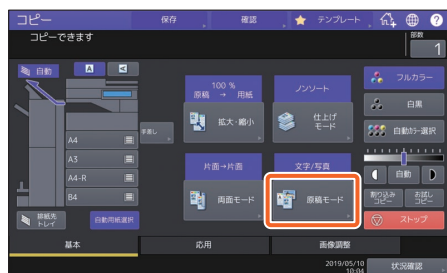 コピー
保存
確認
テンプレート
コピーできます
部数
1
自動
A
100 %
原稿 → 用紙
ノンソート
フルカラー
拡大・縮小
仕上げ
モード
白黒
手差し
自動カラー選択
A4
A3
A4-R
B4
片面→片面
文字/写真
自動
両面モード
原稿モード
割り込み
コピー
お試し
コピー
排紙先
トレイ
自動用紙選択
ストップ
基本
応用
画像調整
2019/05/10
10:04
状況確認